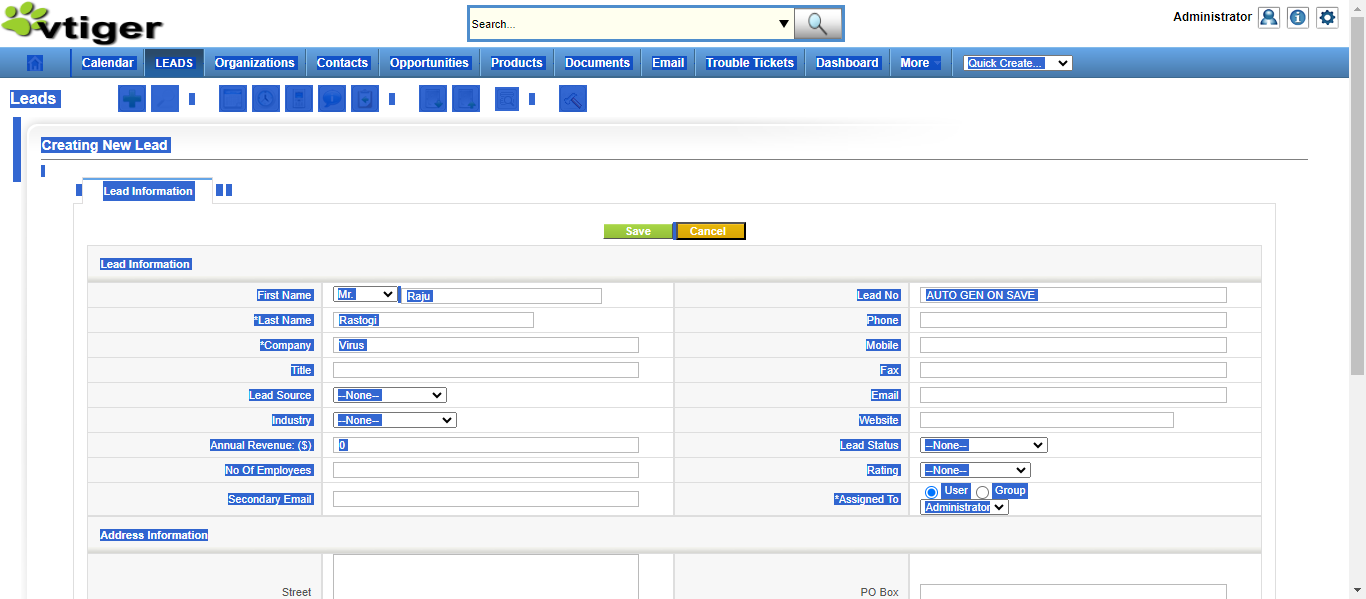 vtiger
Search...
Administrator
Calendar LEADS Organizations Contacts Opportunities Products Documents Email Trouble Tickets Dashboard More Quick Create...
Leads
Creating New Lead
Lead Information
Save Cancel
Lead Information
First Name Mr. Raju Lead No AUTO GEN ON SAVE
*Last Name Rastogi Phone
*Company Virus Mobile
Title Fax
Lead Source --None-- Email
Industry --None-- Website
Annual Revenue: ($) 0 Lead Status --None--
No Of Employees Rating --None--
Secondary Email *Assigned To User Group
Administrator
Address Information
Street PO Box